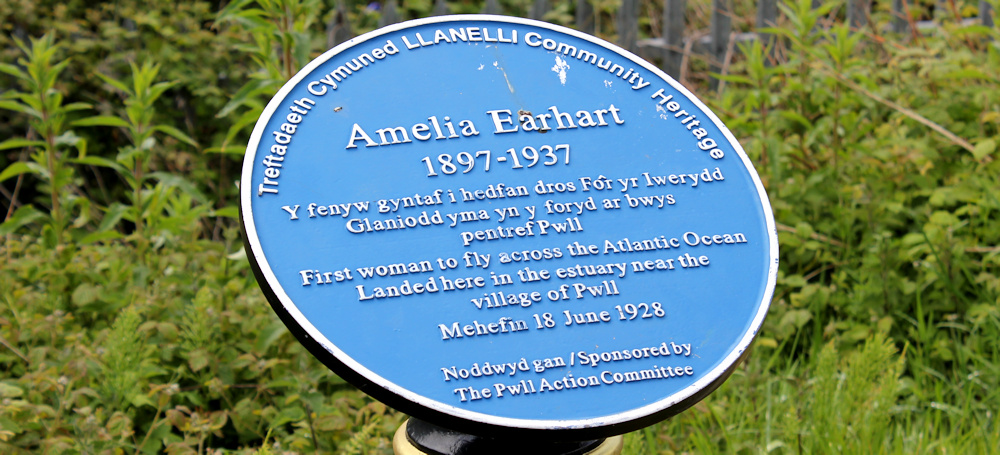 Treftadaeth Cymuned LLANELLI Community Heritage
Amelia Earhart
1897-1937
Y fenyw gyntaf i hedfan dros Fôr yr Iwerydd
Glaniodd yma yn y foryd ar bwys
pentref Pwll
First woman to fly across the Atlantic Ocean
Landed here in the estuary near the
village of Pwll
Mehefin 18 June 1928
Noddwyd gan / Sponsored by
The Pwll Action Committee